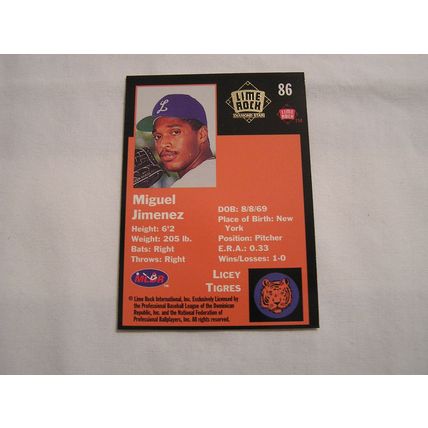 L
LIME
ROCK
DIAMOND STARS
86
LIME
ROCK
TM
Miguel
Jimenez
Height: 6'2
Weight: 205 lb.
Bats: Right
Throws: Right
DOB: 8/8/69
Place of Birth: New
York
Position: Pitcher
E.R.A.: 0.33
Wins/Losses: 1-0
LICEY
TIGRES
© Lime Rock International, Inc. Exclusively Licensed by
the Professional Baseball League of the Dominican
Republic, Inc. and the National Federation of
Professional Ballplayers, Inc. All rights reserved.